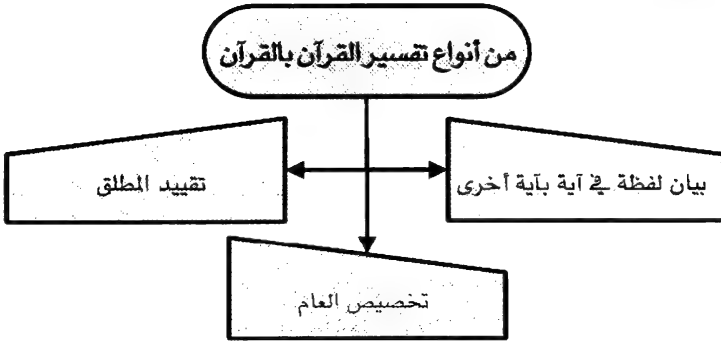 من أنواع تفسير القرآن بالقرآن
بيان لفظة في آية بآية أخرى
تقييد المطلق
تخصيص العام